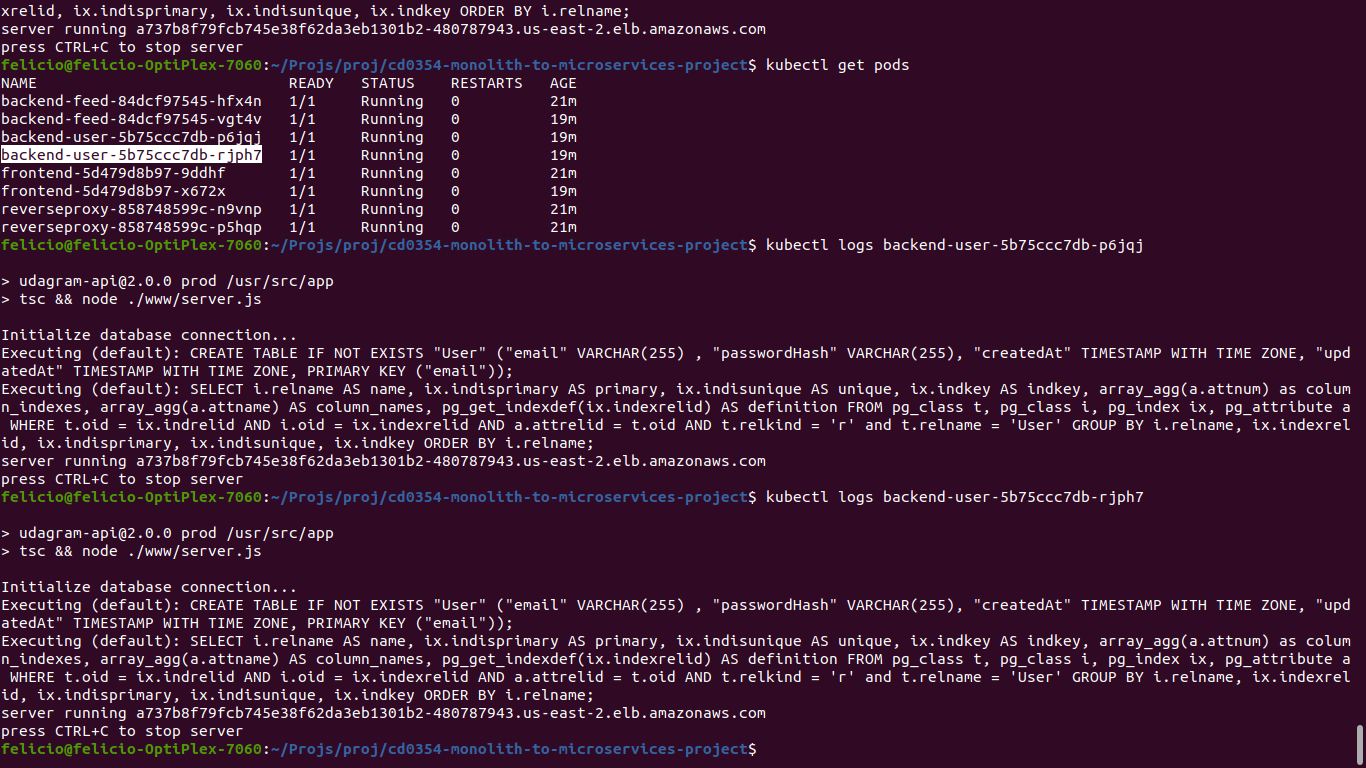 xrelid, ix.indisprimary, ix.indisunique, ix.indkey ORDER BY i.relname;
server running a737b8f79fcb745e38f62da3eb1301b2-480787943.us-east-2.elb.amazonaws.com
press CTRL+C to stop server
felicio@felicio-OptiPlex-7060:~/Projs/proj/cd0354-monolith-to-microservices-project$ kubectl get pods
NAME READY STATUS RESTARTS AGE
backend-feed-84dcf97545-hfx4n 1/1 Running 0 21m
backend-feed-84dcf97545-vgt4v 1/1 Running 0 19m
backend-user-5b75ccc7db-p6jqj 1/1 Running 0 19m
backend-user-5b75ccc7db-rjph7 1/1 Running 0 19m
frontend-5d479d8b97-9ddhf 1/1 Running 0 21m
frontend-5d479d8b97-x672x 1/1 Running 0 19m
reverseproxy-858748599c-n9vnp 1/1 Running 0 21m
reverseproxy-858748599c-p5hqp 1/1 Running 0 21m
felicio@felicio-OptiPlex-7060:~/Projs/proj/cd0354-monolith-to-microservices-project$ kubectl logs backend-user-5b75ccc7db-p6jqj
> udagram-api@2.0.0 prod /usr/src/app
> tsc && node ./www/server.js
Initialize database connection...
Executing (default): CREATE TABLE IF NOT EXISTS "User" ("email" VARCHAR(255) , "passwordHash" VARCHAR(255), "createdAt" TIMESTAMP WITH TIME ZONE, "upd
atedAt" TIMESTAMP WITH TIME ZONE, PRIMARY KEY ("email"));
Executing (default): SELECT i.relname AS name, ix.indisprimary AS primary, ix.indisunique AS unique, ix.indkey AS indkey, array_agg(a.attnum) as colum
n_indexes, array_agg(a.attname) AS column_names, pg_get_indexdef(ix.indexrelid) AS definition FROM pg_class t, pg_class i, pg_index ix, pg_attribute a
WHERE t.oid = ix.indrelid AND i.oid = ix.indexrelid AND a.attrelid = t.oid AND t.relkind = 'r' and t.relname = 'User' GROUP BY i.relname, ix.indexrel
id, ix.indisprimary, ix.indisunique, ix.indkey ORDER BY i.relname;
server running a737b8f79fcb745e38f62da3eb1301b2-480787943.us-east-2.elb.amazonaws.com
press CTRL+C to stop server
felicio@felicio-OptiPlex-7060:~/Projs/proj/cd0354-monolith-to-microservices-project$ kubectl logs backend-user-5b75ccc7db-rjph7
> udagram-api@2.0.0 prod /usr/src/app
> tsc && node ./www/server.js
Initialize database connection...
Executing (default): CREATE TABLE IF NOT EXISTS "User" ("email" VARCHAR(255) , "passwordHash" VARCHAR(255), "createdAt" TIMESTAMP WITH TIME ZONE, "upd
atedAt" TIMESTAMP WITH TIME ZONE, PRIMARY KEY ("email"));
Executing (default): SELECT i.relname AS name, ix.indisprimary AS primary, ix.indisunique AS unique, ix.indkey AS indkey, array_agg(a.attnum) as colum
n_indexes, array_agg(a.attname) AS column_names, pg_get_indexdef(ix.indexrelid) AS definition FROM pg_class t, pg_class i, pg_index ix, pg_attribute a
WHERE t.oid = ix.indrelid AND i.oid = ix.indexrelid AND a.attrelid = t.oid AND t.relkind = 'r' and t.relname = 'User' GROUP BY i.relname, ix.indexrel
id, ix.indisprimary, ix.indisunique, ix.indkey ORDER BY i.relname;
server running a737b8f79fcb745e38f62da3eb1301b2-480787943.us-east-2.elb.amazonaws.com
press CTRL+C to stop server
felicio@felicio-OptiPlex-7060:~/Projs/proj/cd0354-monolith-to-microservices-project$